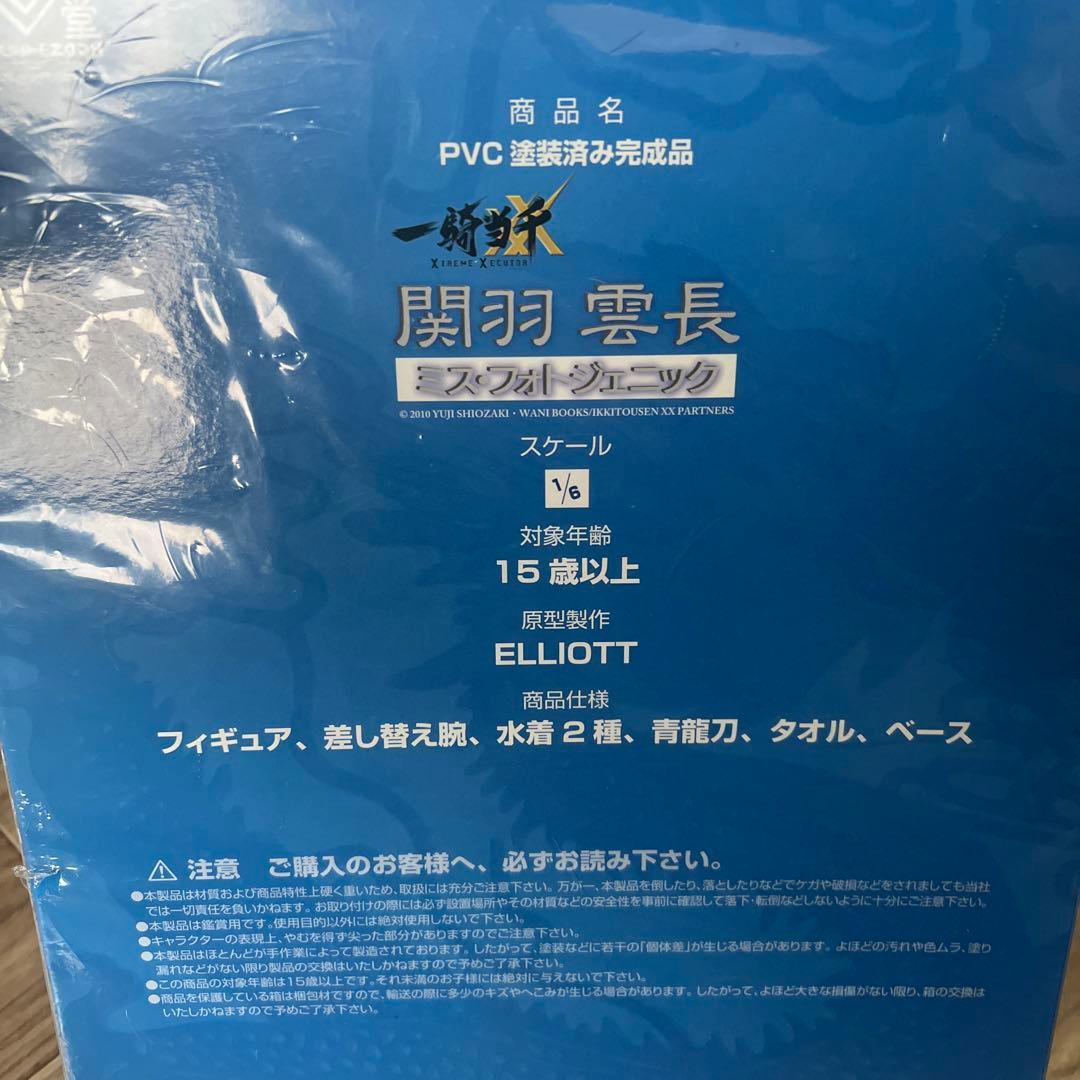 堂
商品名
PVC 塗装済み完成品
一騎当千
XX
XTREME XECUTOR
関羽 雲長
ミス・フォト・ジェニック
© 2010 YUJI SHIOZAKI・WANI BOOKS/IKKITOUSEN XX PARTNERS
スケール
1/6
対象年齢
15 歳以上
原型製作
ELLIOTT
商品仕様
フィギュア、差し替え腕、水着 2 種、青龍刀、タオル、ベース
⚠ 注意 ご購入のお客様へ、必ずお読み下さい。
●本製品は材質および商品特性上硬く重いため、取扱には充分ご注意下さい。万が一、本製品を倒したり、落としたりなどでケガや破損などをされましても当社
では一切責任を負いかねます。お取り付けの際には必ず設置場所やその材質などの安全性を事前に確認して落下・転倒などしないように十分にご注意下さい。
●本製品は鑑賞用です。使用目的以外には絶対使用しないで下さい。
●キャラクターの表現上、やむを得ず尖った部分がありますのでご注意下さい。
●本製品はほとんどが手作業によって製造されております。したがって、塗装などに若干の「個体差」が生じる場合があります。よほどの汚れや色ムラ、塗り
漏れなどがない限り製品の交換はいたしかねますので予めご了承下さい。
●この商品の対象年齢は15歳以上です。それ未満のお子様には絶対に与えないで下さい。
●商品を保護している箱は梱包材ですので、輸送の際に多少のキズやへこみが生じる場合があります。したがって、よほど大きな損傷がない限り、箱の交換は
いたしかねますので予めご了承下さい。